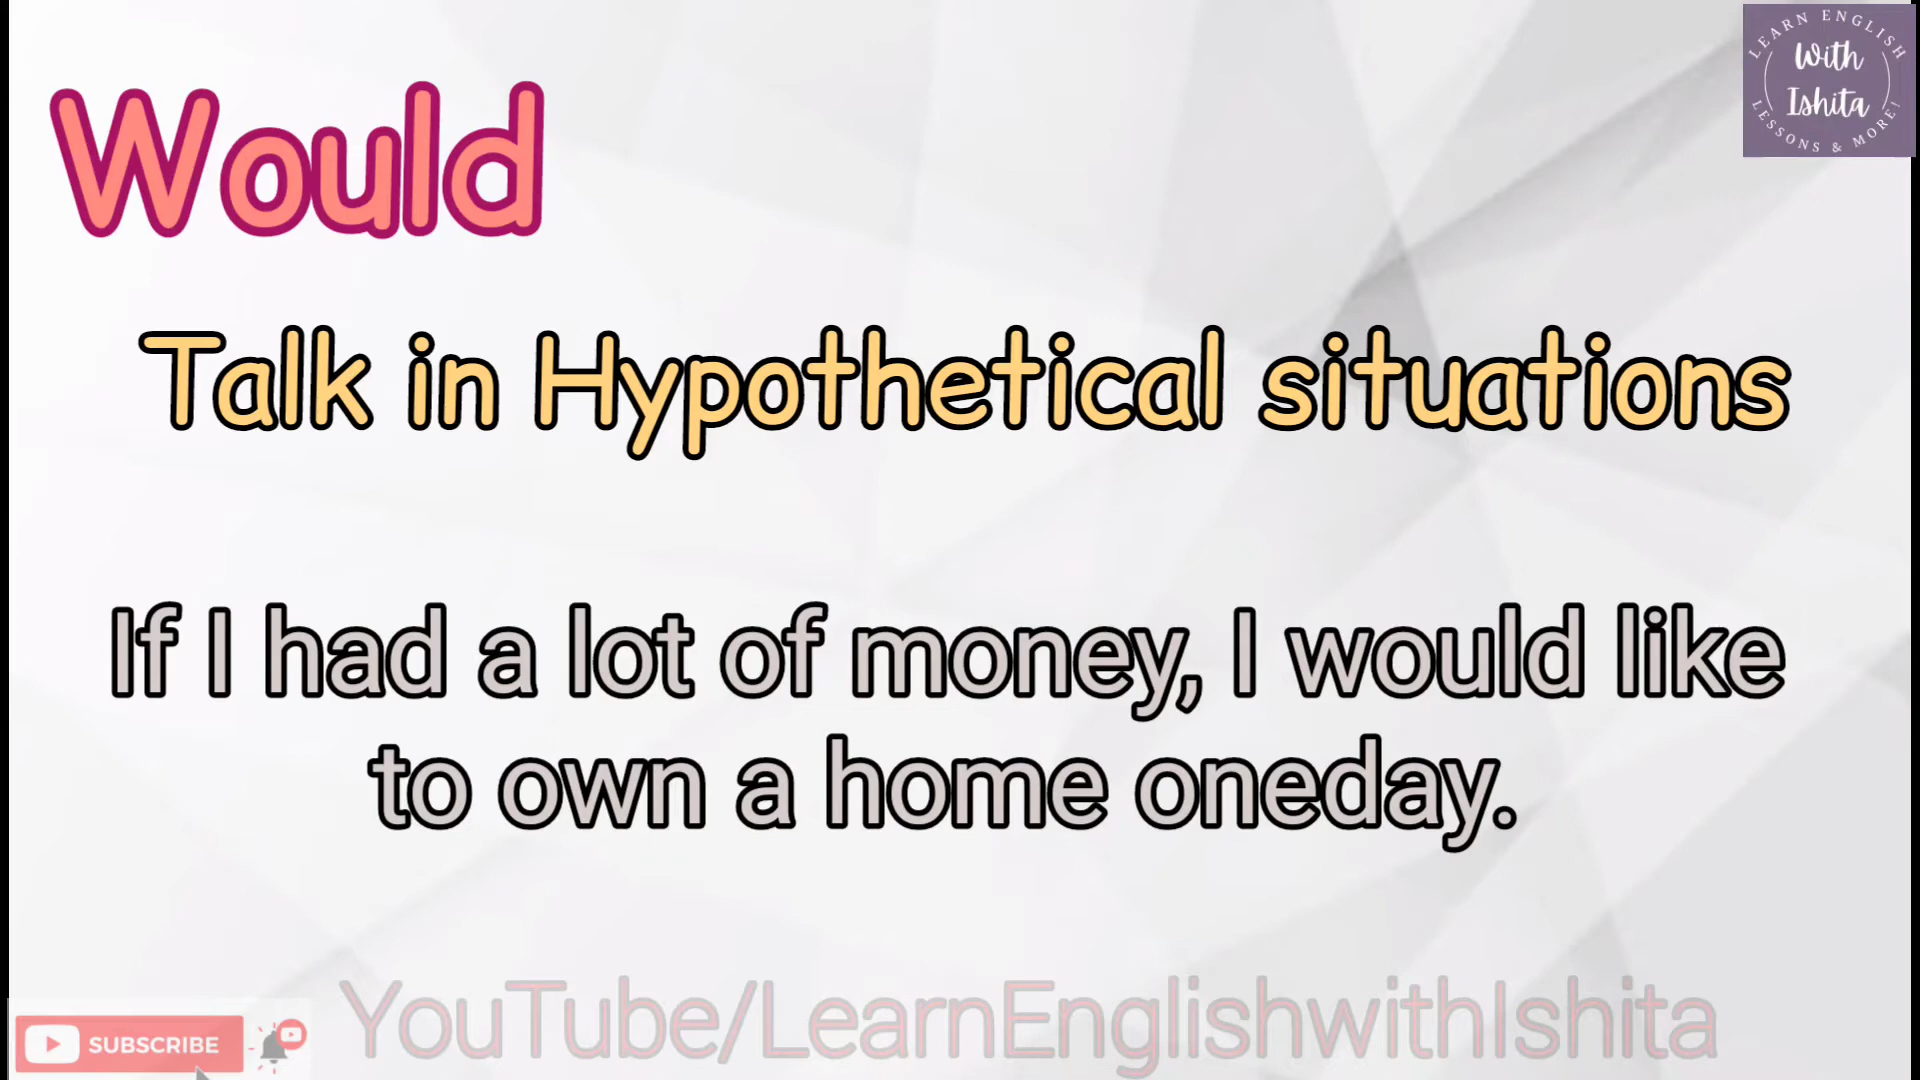 LEARN ENGLISH
With
Ishita
LESSONS & MORE!
Would
Talk in Hypothetical situations
If I had a lot of money, I would like
to own a home oneday.
SUBSCRIBE
YouTube/LearnEnglishwithIshita